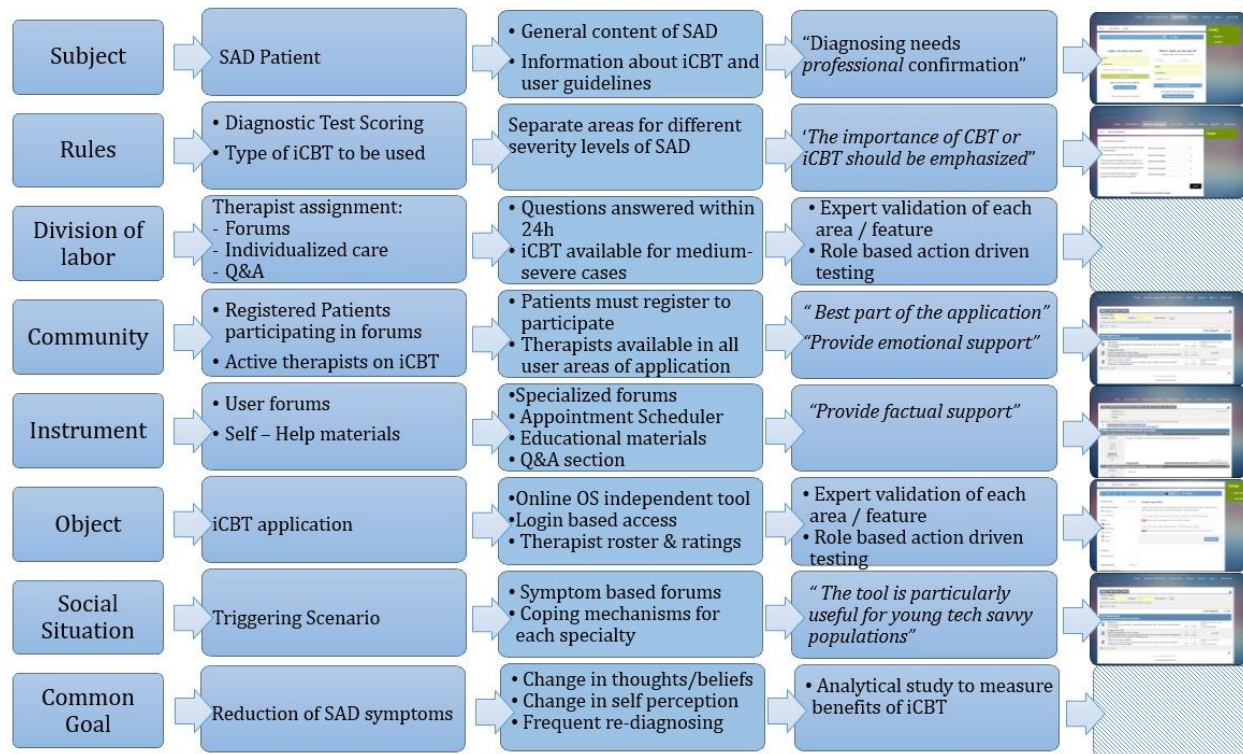 Subject
SAD Patient
• General content of SAD
• Information about iCBT and
user guidelines
“Diagnosing needs
professional confirmation”
Rules
• Diagnostic Test Scoring
• Type of iCBT to be used
Separate areas for different
severity levels of SAD
‘The importance of CBT or
iCBT should be emphasized”
Division of
labor
Therapist assignment:
- Forums
- Individualized care
- Q&A
• Questions answered within
24h
• iCBT available for medium-
severe cases
• Expert validation of each
area / feature
• Role based action driven
testing
Community
• Registered Patients
participating in forum
• Active therapists on iCBT
• Patients must register to
participate
• Therapists available in all
user areas of application
“ Best part of the application”
“Provide emotional support”
Instrument
• User forums
• Self – Help materials
•Specialized forums
• Appointment Scheduler
• Educational materials
• Q&A section
“Provide factual support”
Object
iCBT application
•Online OS independent tool
•Login based access
• Therapist roster & ratings
• Expert validation of each
area / feature
• Role based action driven
testing
Social
Situation
Triggering Scenario
• Symptom based forums
• Coping mechanisms for
each specialty
“ The tool is particularly
useful for young tech savvy
populations”
Common
Goal
Reduction of SAD symptoms
• Change in thoughts/beliefs
• Change in self perception
• Frequent re-diagnosing
• Analytical study to measure
benefits of iCBT